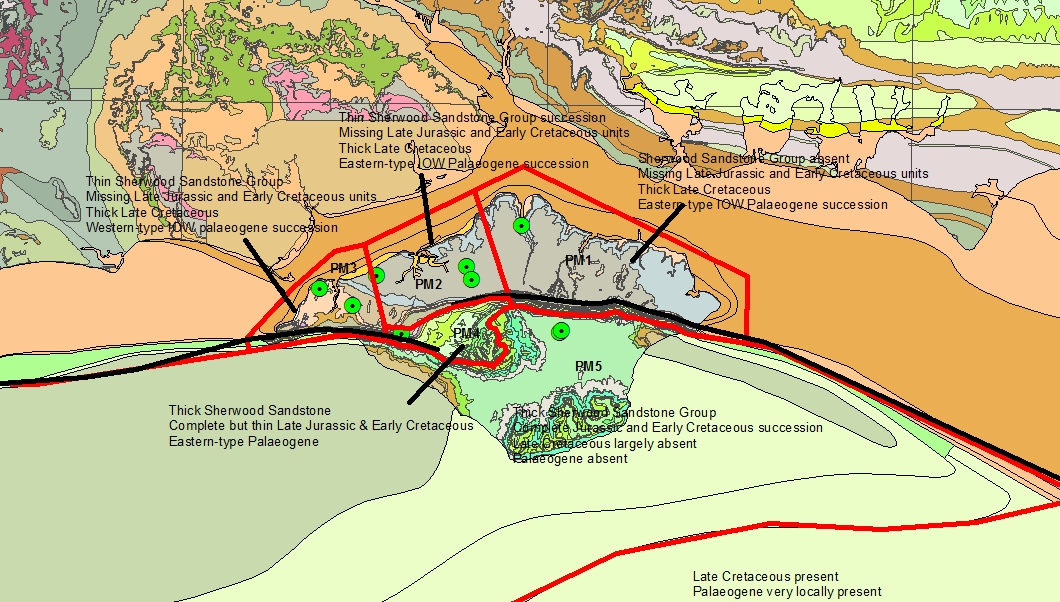 Thin Sherwood Sandstone Group succession
Missing Late Jurassic and Early Cretaceous units
Thick Late Cretaceous
Eastern-type IOW Palaeogene succession
Sherwood Sandstone Group absent
Missing Late Jurassic and Early Cretaceous units
Thick Late Cretaceous
Eastern-type IOW Palaeogene succession
Thin Sherwood Sandstone Group
Missing Late Jurassic and Early Cretaceous units
Thick Late Cretaceous
Western-type IOW palaeogene succession
PM3
PM2
PM1
PM4
PM5
Thick Sherwood Sandstone
Complete but thin Late Jurassic & Early Cretaceous
Eastern-type Palaeogene
Thick Sherwood Sandstone Group
Complete Jurassic and Early Cretaceous succession
Late Cretaceous largely absent
Palaeogene absent
Late Cretaceous present
Palaeogene very locally present